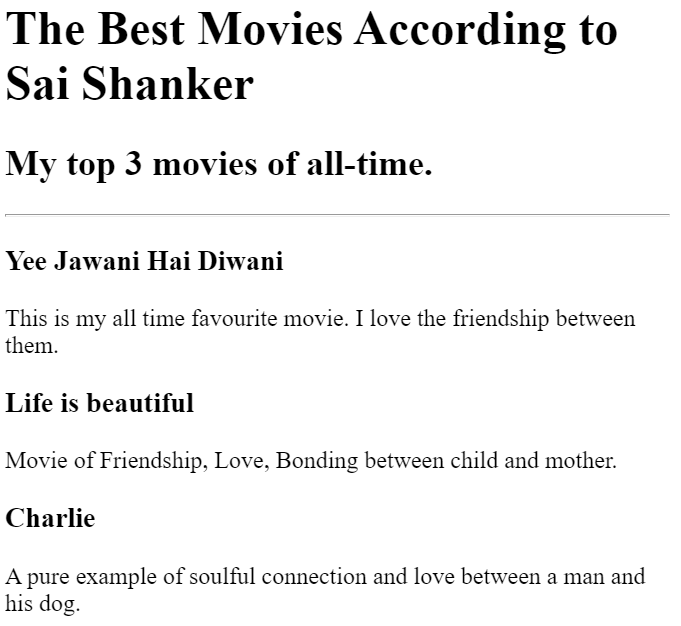 The Best Movies According to
Sai Shanker
My top 3 movies of all-time.
Yee Jawani Hai Diwani
This is my all time favourite movie. I love the friendship between
them.
Life is beautiful
Movie of Friendship, Love, Bonding between child and mother.
Charlie
A pure example of soulful connection and love between a man and
his dog.